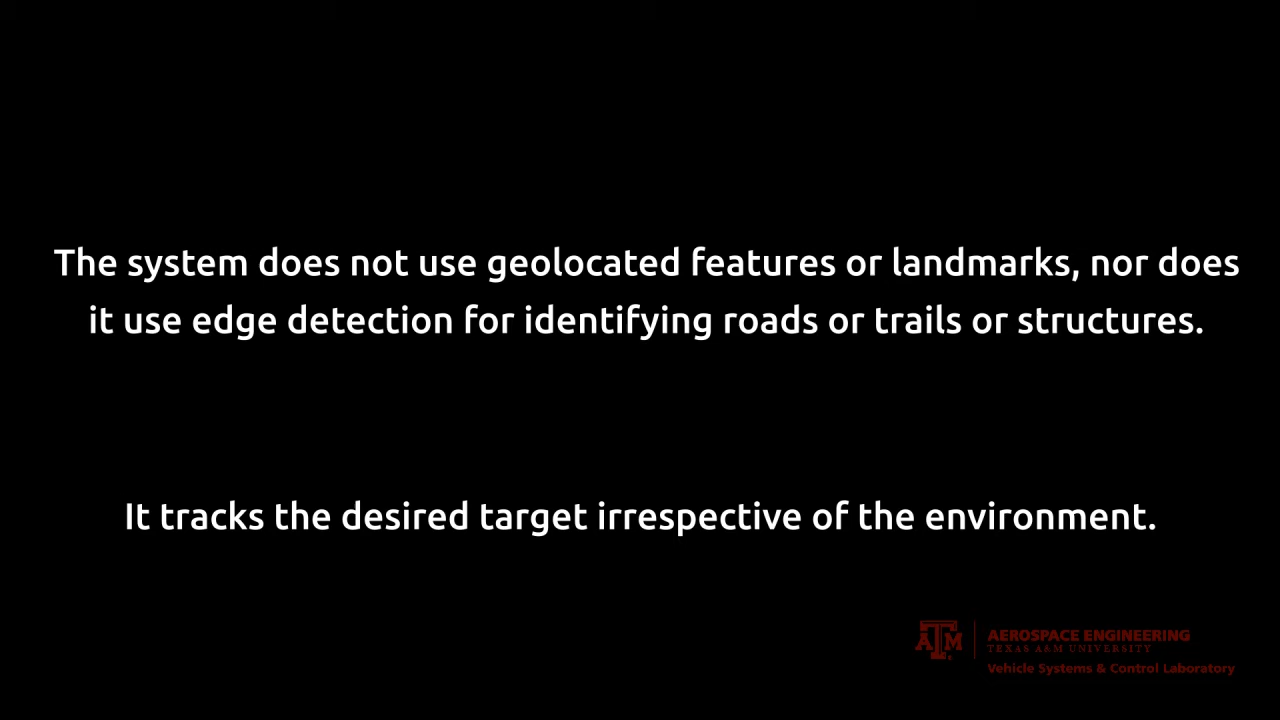 The system does not use geolocated features or landmarks, nor does
it use edge detection for identifying roads or trails or structures.
It tracks the desired target irrespective of the environment.
ATM
AEROSPACE ENGINEERING
TEXAS A&M UNIVERSITY
Vehicle Systems & Control Laboratory